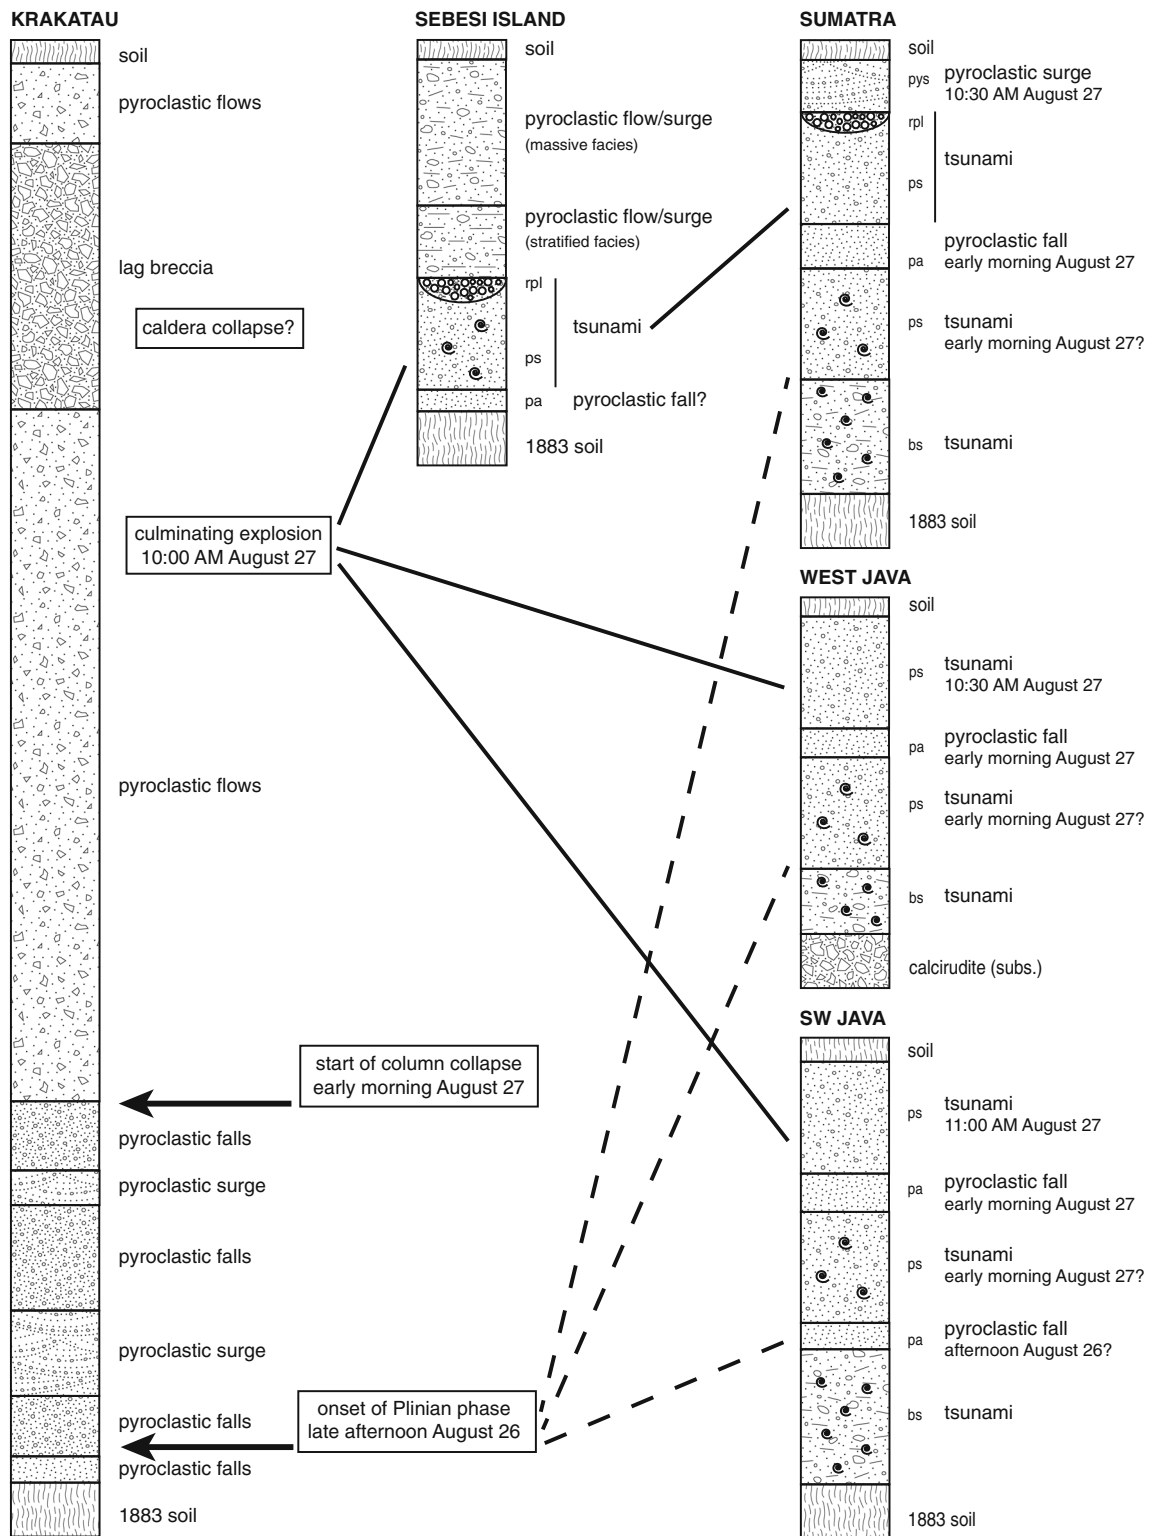 KRAKATAU
soil
pyroclastic flows
lag breccia
caldera collapse?
culminating explosion
10:00 AM August 27
pyroclastic flows
start of column collapse
early morning August 27
pyroclastic falls
pyroclastic surge
pyroclastic falls
pyroclastic surge
onset of Plinian phase
late afternoon August 26
pyroclastic falls
pyroclastic falls
1883 soil
SEBESI ISLAND
soil
pyroclastic flow/surge
(massive facies)
pyroclastic flow/surge
(stratified facies)
rpl
tsunami
ps
pa pyroclastic fall?
1883 soil
SUMATRA
soil
pys pyroclastic surge
10:30 AM August 27
rpl
tsunami
ps
pyroclastic fall
pa early morning August 27
ps tsunami
early morning August 27?
bs tsunami
1883 soil
WEST JAVA
soil
ps tsunami
10:30 AM August 27
pa pyroclastic fall
early morning August 27
ps tsunami
early morning August 27?
bs tsunami
calcirudite (subs.)
SW JAVA
soil
ps tsunami
11:00 AM August 27
pa pyroclastic fall
early morning August 27
ps tsunami
early morning August 27?
pa pyroclastic fall
afternoon August 26?
bs tsunami
1883 soil